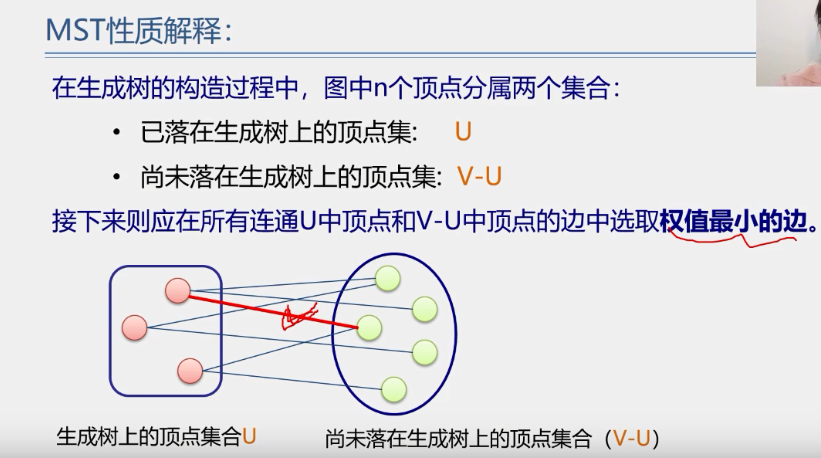 MST性质解释：
在生成树的构造过程中，图中n个顶点分属两个集合：
• 已落在生成树上的顶点集： U
• 尚未落在生成树上的顶点集：V-U
接下来则应在所有连通U中顶点和V-U中顶点的边中选取权值最小的边。
生成树上的顶点集合U
尚未落在生成树上的顶点集合（V-U）